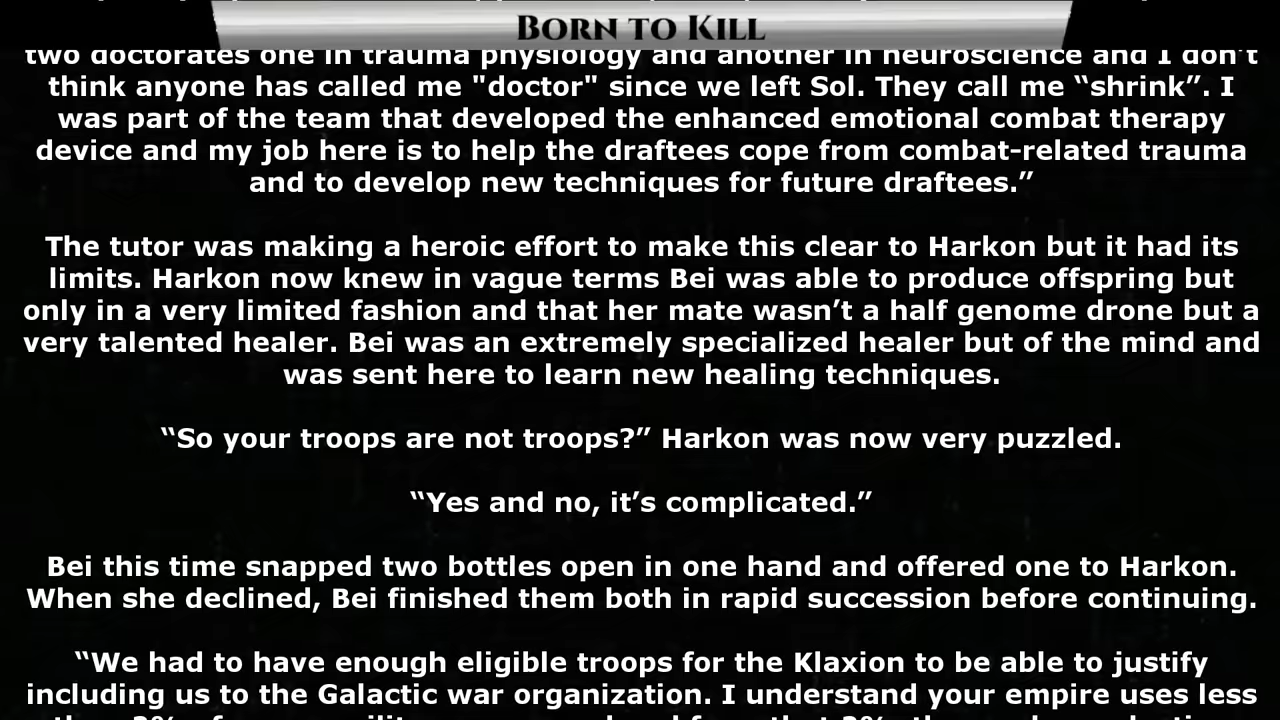 BORN TO KILL
two doctorates one in trauma physiology and another in neuroscience and I don't
think anyone has called me "doctor" since we left Sol. They call me “shrink”. I
was part of the team that developed the enhanced emotional combat therapy
device and my job here is to help the draftees cope from combat-related trauma
and to develop new techniques for future draftees.”
The tutor was making a heroic effort to make this clear to Harkon but it had its
limits. Harkon now knew in vague terms Bei was able to produce offspring but
only in a very limited fashion and that her mate wasn’t a half genome drone but a
very talented healer. Bei was an extremely specialized healer but of the mind and
was sent here to learn new healing techniques.
“So your troops are not troops?” Harkon was now very puzzled.
“Yes and no, it’s complicated.”
Bei this time snapped two bottles open in one hand and offered one to Harkon.
When she declined, Bei finished them both in rapid succession before continuing.
“We had to have enough eligible troops for the Klaxion to be able to justify
including us to the Galactic war organization. I understand your empire uses less